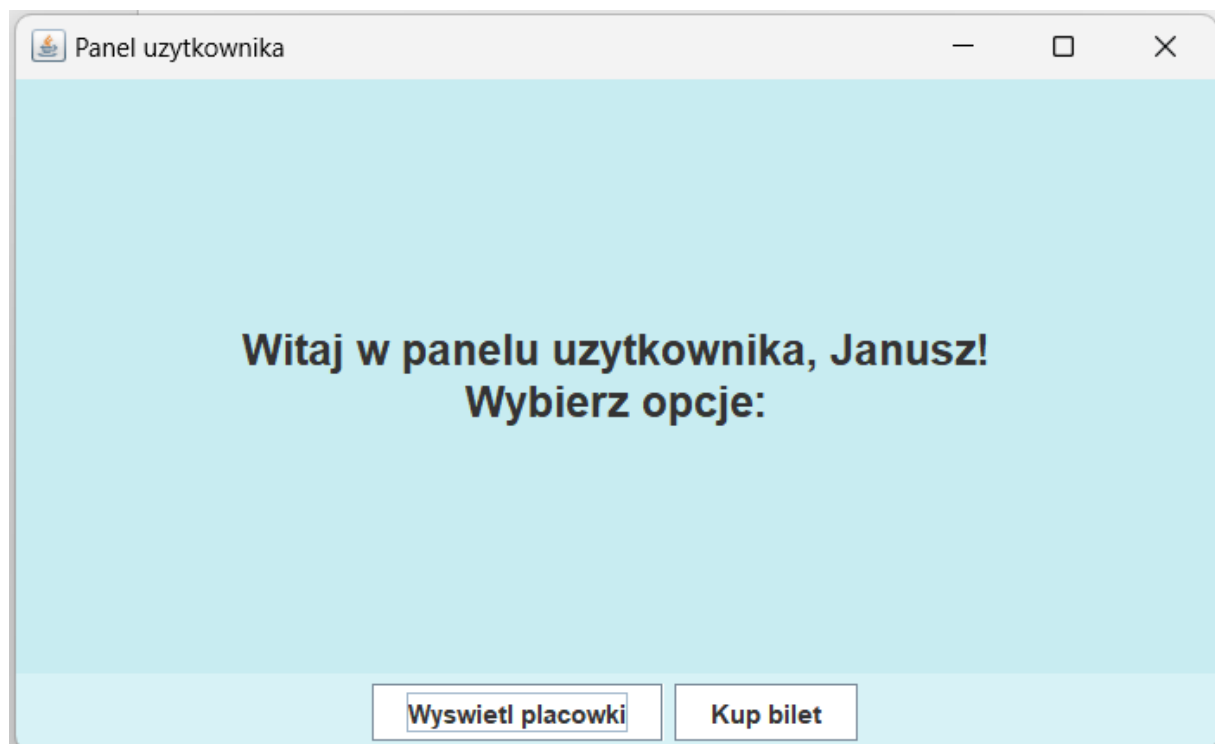 Panel uzytkownika
Witaj w panelu uzytkownika, Janusz!
Wybierz opcje:
Wyswietl placowki
Kup bilet